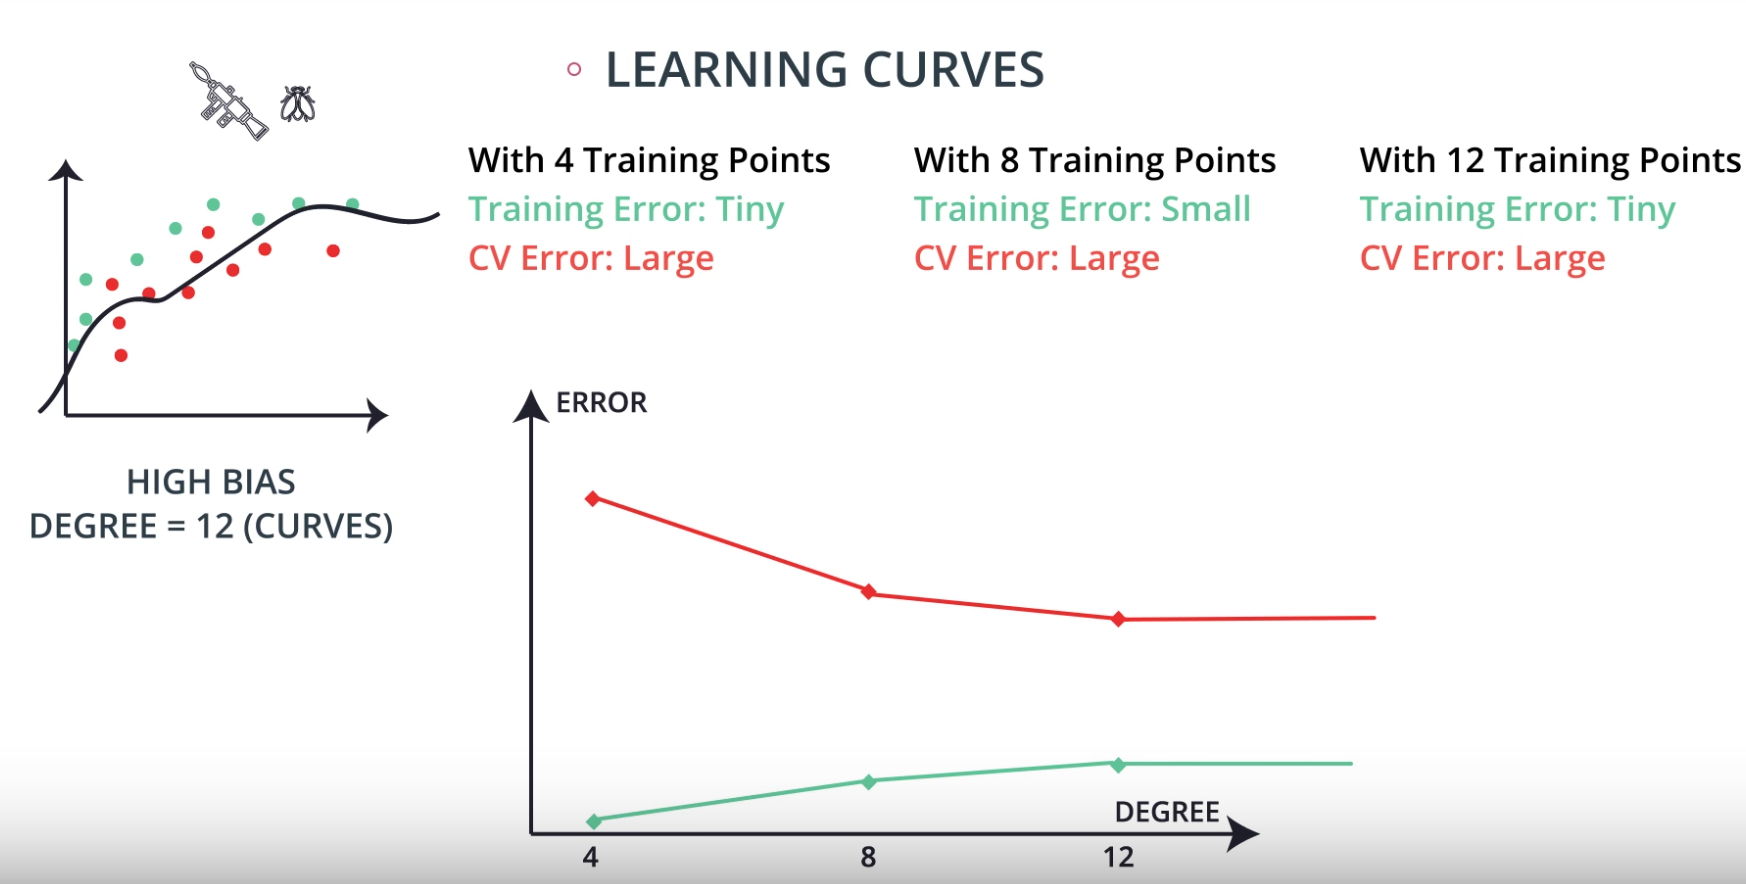 LEARNING CURVES
With 4 Training Points
Training Error: Tiny
CV Error: Large
With 8 Training Points
Training Error: Small
CV Error: Large
With 12 Training Points
Training Error: Tiny
CV Error: Large
HIGH BIAS
DEGREE = 12 (CURVES)
ERROR
DEGREE
4 8 12